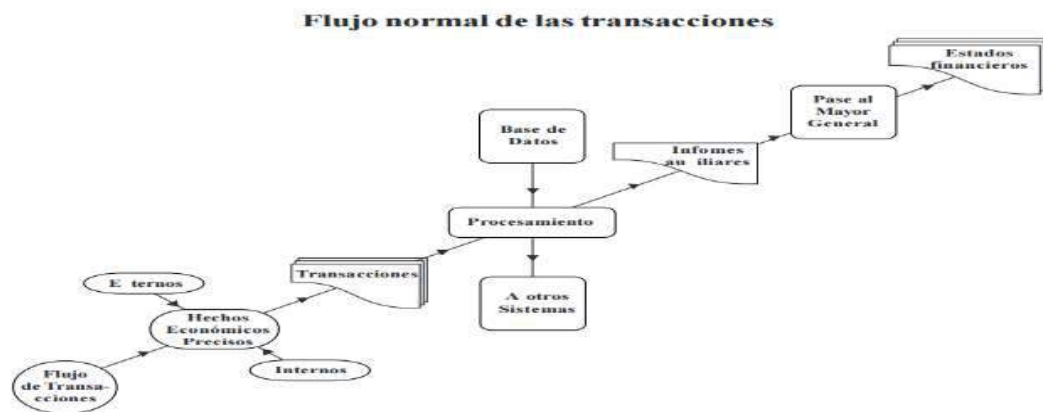 Flujo normal de las transacciones
Estados
financieros
Pase al
Mayor
General
Base de
Datos
Infomes
au iliares
Procesamiento
Transacciones
E ternos
A otros
Sistemas
Hechos
Económicos
Precisos
Internos
Flujo
de Transa-
cciones